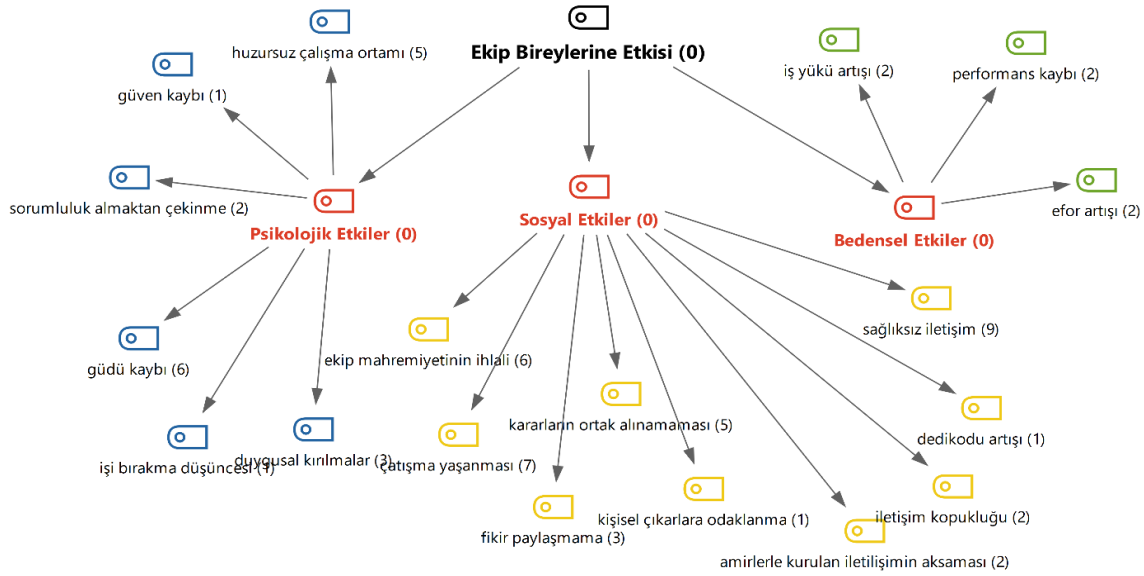 huzursuz çalışma ortamı (5)
Ekip Bireylerine Etkisi (0)
iş yükü artışı (2)
performans kaybı (2)
güven kaybı (1)
sorumluluk almaktan çekinme (2)
efor artışı (2)
Psikolojik Etkiler (0)
Sosyal Etkiler (0)
Bedensel Etkiler (0)
sağlıksız iletişim (9)
ekip mahremiyetinin ihlali (6)
güdü kaybı (6)
kararların ortak alınamaması (5)
dedikodu artışı (1)
işi bırakma düşüncesi (1)
duygusal kırılmalar (3)
çatışma yaşanması (7)
kişisel çıkarlara odaklanma (1)
iletişim kopukluğu (2)
fikir paylaşmama (3)
amirlerle kurulan iletilişimin aksaması (2)